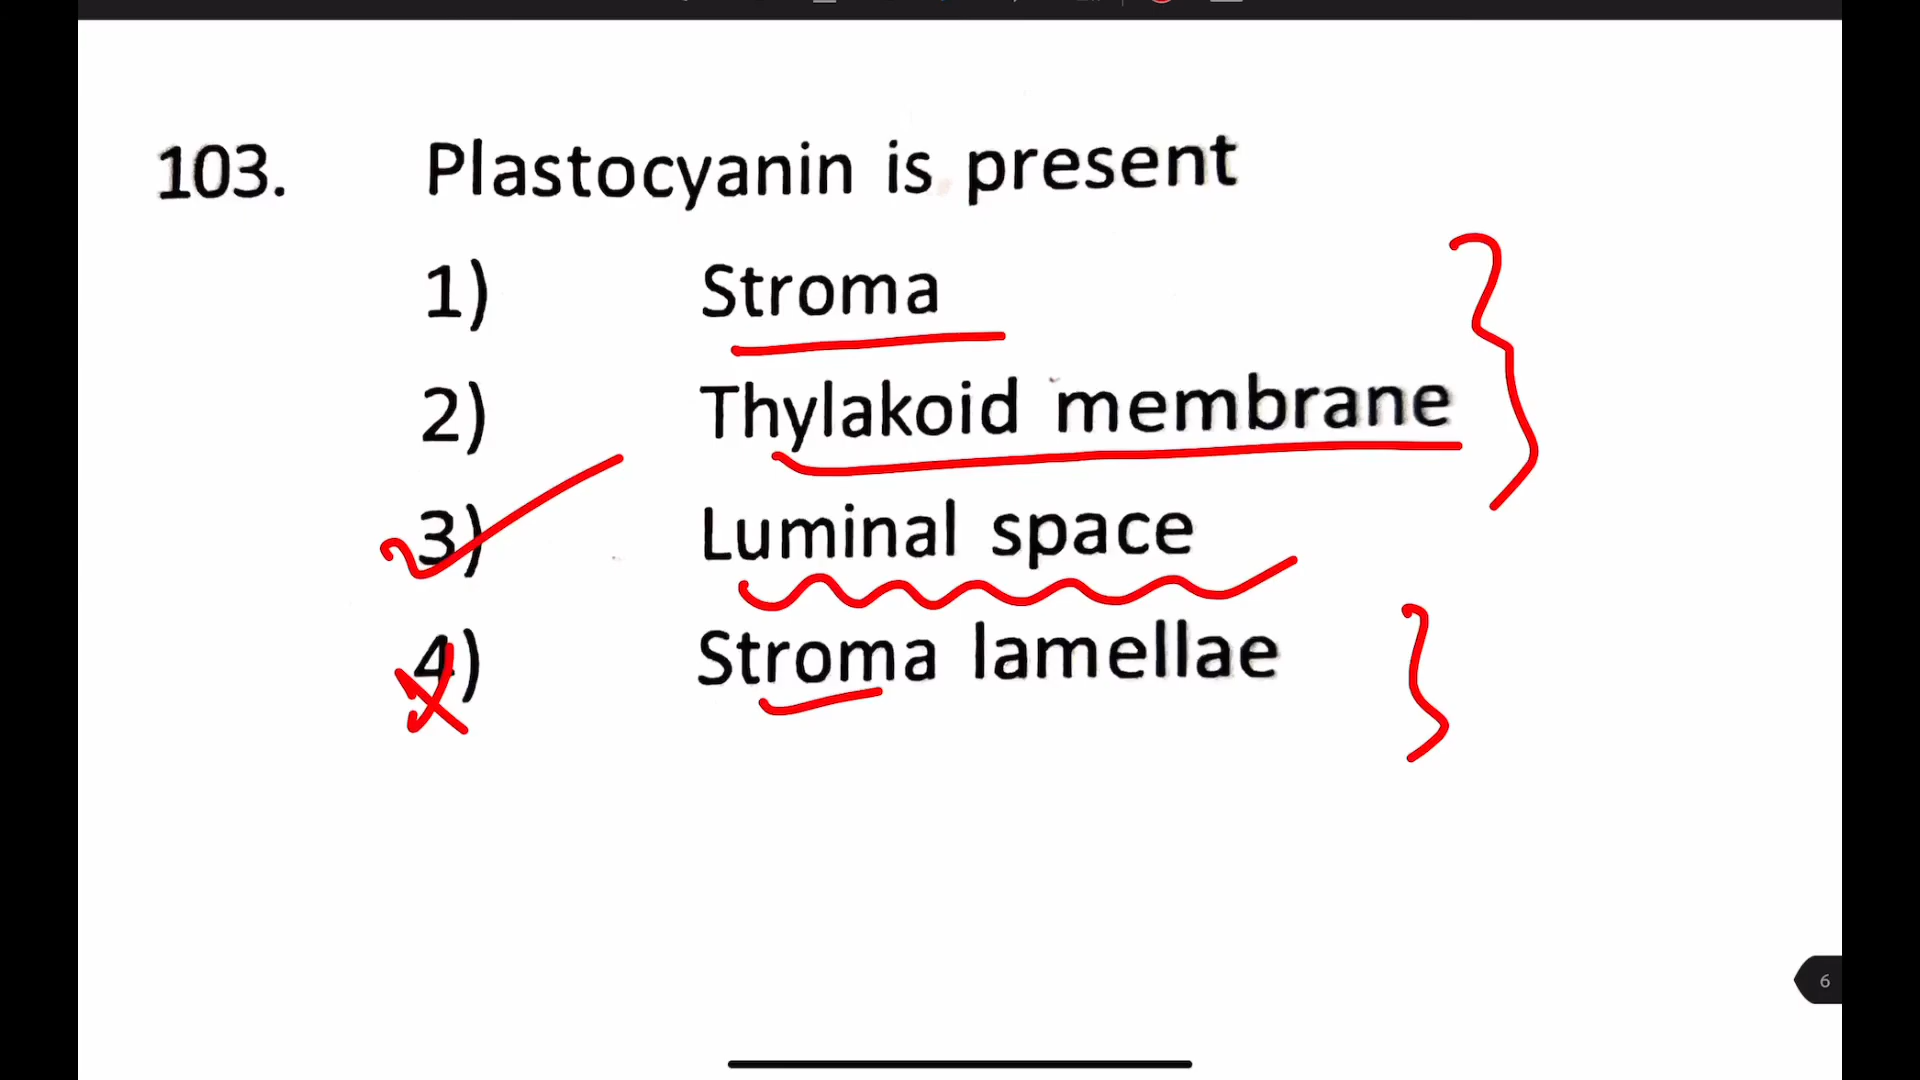 103. Plastocyanin is present
1) Stroma
2) Thylakoid membrane
3) Luminal space
4) Stroma lamellae
6